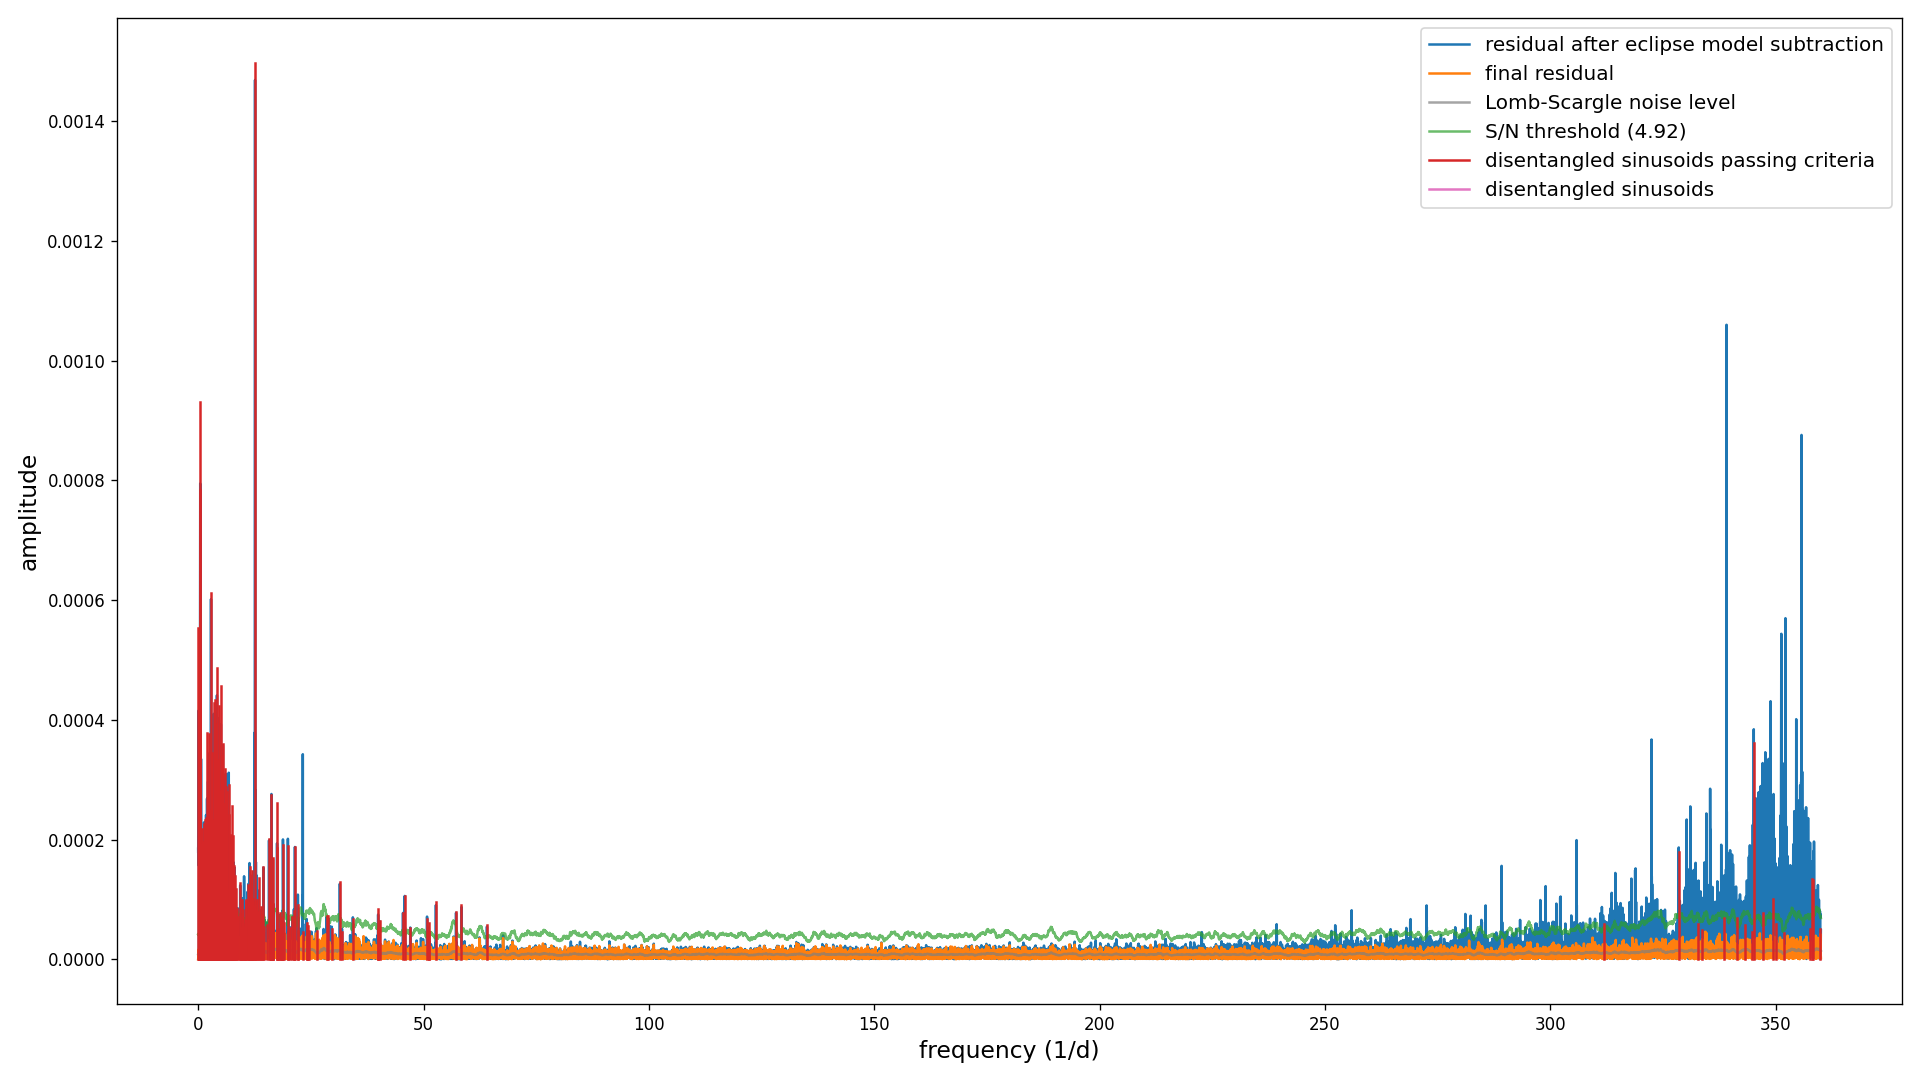 residual after eclipse model subtraction
final residual
Lomb-Scargle noise level
S/N threshold (4.92)
disentangled sinusoids passing criteria
disentangled sinusoids
0.0014
0.0012
0.0010
0.0008
0.0006
0.0004
0.0002
0.0000
amplitude
0 50 100 150 200 250 300 350
frequency (1/d)